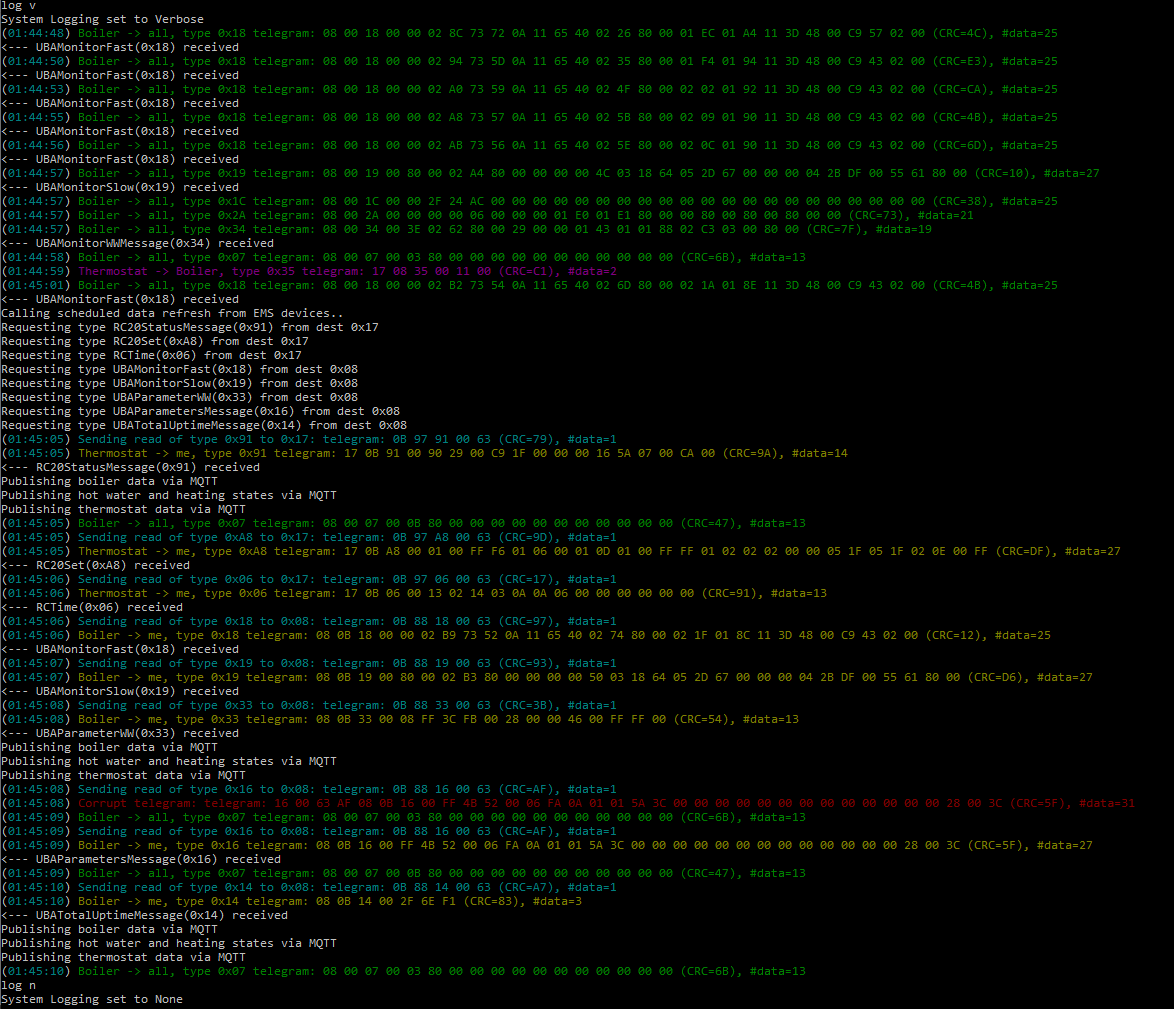 log v
System Logging set to Verbose
(01:44:48) Boiler -> all, type 0x18 telegram: 08 00 18 00 00 02 8C 73 72 0A 11 65 40 02 26 80 00 01 EC 01 A4 11 3D 48 00 C9 57 02 00 (CRC=4C), #data=25
<--- UBAMonitorFast(0x18) received
(01:44:50) Boiler -> all, type 0x18 telegram: 08 00 18 00 00 02 94 73 5D 0A 11 65 40 02 35 80 00 01 F4 01 94 11 3D 48 00 C9 43 02 00 (CRC=E3), #data=25
<--- UBAMonitorFast(0x18) received
(01:44:53) Boiler -> all, type 0x18 telegram: 08 00 18 00 00 02 A0 73 59 0A 11 65 40 02 4F 80 00 02 02 01 92 11 3D 48 00 C9 43 02 00 (CRC=CA), #data=25
<--- UBAMonitorFast(0x18) received
(01:44:55) Boiler -> all, type 0x18 telegram: 08 00 18 00 00 02 A8 73 57 0A 11 65 40 02 5B 80 00 02 09 01 90 11 3D 48 00 C9 43 02 00 (CRC=4B), #data=25
<--- UBAMonitorFast(0x18) received
(01:44:56) Boiler -> all, type 0x18 telegram: 08 00 18 00 00 02 AB 73 56 0A 11 65 40 02 5E 80 00 02 0C 01 90 11 3D 48 00 C9 43 02 00 (CRC=6D), #data=25
<--- UBAMonitorFast(0x18) received
(01:44:57) Boiler -> all, type 0x19 telegram: 08 00 19 00 80 00 02 A4 80 00 00 00 00 00 4C 03 18 64 05 2D 67 00 00 00 04 2B DF 00 55 61 80 00 (CRC=10), #data=27
<--- UBAMonitorSlow(0x19) received
(01:44:57) Boiler -> all, type 0x1C telegram: 08 00 1C 00 00 2F 24 AC 00 00 00 00 00 00 00 00 00 00 00 00 00 00 00 00 00 00 00 00 00 (CRC=38), #data=25
(01:44:57) Boiler -> all, type 0x2A telegram: 08 00 2A 00 00 00 00 00 06 00 00 00 01 E0 01 E1 80 00 00 80 00 80 00 80 00 (CRC=73), #data=21
(01:44:57) Boiler -> all, type 0x34 telegram: 08 00 34 00 3E 02 62 80 00 29 00 00 01 43 01 01 88 02 C3 03 00 80 00 (CRC=7F), #data=19
<--- UBAMonitorWWMessage(0x34) received
(01:44:58) Boiler -> all, type 0x07 telegram: 08 00 07 00 03 80 00 00 00 00 00 00 00 00 00 00 00 (CRC=6B), #data=13
(01:44:59) Thermostat -> Boiler, type 0x35 telegram: 17 08 35 00 11 00 (CRC=C1), #data=2
(01:45:01) Boiler -> all, type 0x18 telegram: 08 00 18 00 00 02 B2 73 54 0A 11 65 40 02 6D 80 00 02 1A 01 8E 11 3D 48 00 C9 43 02 00 (CRC=4B), #data=25
<--- UBAMonitorFast(0x18) received
Calling scheduled data refresh from EMS devices..
Requesting type RC20StatusMessage(0x91) from dest 0x17
Requesting type RC20Set(0xA8) from dest 0x17
Requesting type RCTime(0x06) from dest 0x17
Requesting type UBAMonitorFast(0x18) from dest 0x08
Requesting type UBAMonitorSlow(0x19) from dest 0x08
Requesting type UBAParameterWW(0x33) from dest 0x08
Requesting type UBAParametersMessage(0x16) from dest 0x08
Requesting type UBATotalUptimeMessage(0x14) from dest 0x08
(01:45:05) Sending read of type 0x91 to 0x17: telegram: 0B 97 91 00 63 (CRC=79), #data=1
(01:45:05) Thermostat -> me, type 0x91 telegram: 17 0B 91 00 90 29 00 C9 1F 00 00 00 16 5A 07 00 CA 00 (CRC=9A), #data=14
<--- RC20StatusMessage(0x91) received
Publishing boiler data via MQTT
Publishing hot water and heating states via MQTT
Publishing thermostat data via MQTT
(01:45:05) Boiler -> all, type 0x07 telegram: 08 00 07 00 0B 80 00 00 00 00 00 00 00 00 00 00 00 (CRC=47), #data=13
(01:45:05) Sending read of type 0xA8 to 0x17: telegram: 0B 97 A8 00 63 (CRC=9D), #data=1
(01:45:05) Thermostat -> me, type 0xA8 telegram: 17 0B A8 00 01 00 FF F6 01 06 00 01 0D 01 00 FF FF 01 02 02 02 00 00 05 1F 05 1F 02 0E 00 FF (CRC=DF), #data=27
<--- RC20Set(0xA8) received
(01:45:06) Sending read of type 0x06 to 0x17: telegram: 0B 97 06 00 63 (CRC=17), #data=1
(01:45:06) Thermostat -> me, type 0x06 telegram: 17 0B 06 00 13 02 14 03 0A 0A 06 00 00 00 00 00 00 (CRC=91), #data=13
<--- RCTime(0x06) received
(01:45:06) Sending read of type 0x18 to 0x08: telegram: 0B 88 18 00 63 (CRC=97), #data=1
(01:45:06) Boiler -> me, type 0x18 telegram: 08 0B 18 00 00 02 B9 73 52 0A 11 65 40 02 74 80 00 02 1F 01 8C 11 3D 48 00 C9 43 02 00 (CRC=12), #data=25
<--- UBAMonitorFast(0x18) received
(01:45:07) Sending read of type 0x19 to 0x08: telegram: 0B 88 19 00 63 (CRC=93), #data=1
(01:45:07) Boiler -> me, type 0x19 telegram: 08 0B 19 00 80 00 02 B3 80 00 00 00 00 00 50 03 18 64 05 2D 67 00 00 00 04 2B DF 00 55 61 80 00 (CRC=D6), #data=27
<--- UBAMonitorSlow(0x19) received
(01:45:08) Sending read of type 0x33 to 0x08: telegram: 0B 88 33 00 63 (CRC=3B), #data=1
(01:45:08) Boiler -> me, type 0x33 telegram: 08 0B 33 00 08 FF 3C FB 00 28 00 00 46 00 FF FF 00 (CRC=54), #data=13
<--- UBAParameterWW(0x33) received
Publishing boiler data via MQTT
Publishing hot water and heating states via MQTT
Publishing thermostat data via MQTT
(01:45:08) Sending read of type 0x16 to 0x08: telegram: 0B 88 16 00 63 (CRC=AF), #data=1
(01:45:08) Corrupt telegram: telegram: 16 00 63 AF 08 0B 16 00 FF 4B 52 00 06 FA 0A 01 01 5A 3C 00 00 00 00 00 00 00 00 00 00 00 00 00 28 00 3C (CRC=5F), #data=31
(01:45:09) Boiler -> all, type 0x07 telegram: 08 00 07 00 03 80 00 00 00 00 00 00 00 00 00 00 00 (CRC=6B), #data=13
(01:45:09) Sending read of type 0x16 to 0x08: telegram: 0B 88 16 00 63 (CRC=AF), #data=1
(01:45:09) Boiler -> me, type 0x16 telegram: 08 0B 16 00 FF 4B 52 00 06 FA 0A 01 01 5A 3C 00 00 00 00 00 00 00 00 00 00 00 00 00 28 00 3C (CRC=5F), #data=27
<--- UBAParametersMessage(0x16) received
(01:45:09) Boiler -> all, type 0x07 telegram: 08 00 07 00 0B 80 00 00 00 00 00 00 00 00 00 00 00 (CRC=47), #data=13
(01:45:10) Sending read of type 0x14 to 0x08: telegram: 0B 88 14 00 63 (CRC=A7), #data=1
(01:45:10) Boiler -> me, type 0x14 telegram: 08 0B 14 00 2F 6E F1 (CRC=83), #data=3
<--- UBATotalUptimeMessage(0x14) received
Publishing boiler data via MQTT
Publishing hot water and heating states via MQTT
Publishing thermostat data via MQTT
(01:45:10) Boiler -> all, type 0x07 telegram: 08 00 07 00 03 80 00 00 00 00 00 00 00 00 00 00 00 (CRC=6B), #data=13
log n
System Logging set to None